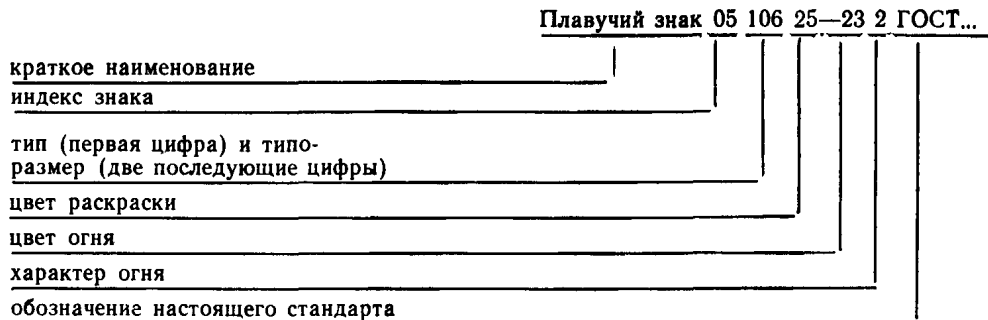 Плавучий знак 05 106 25—23 2 ГОСТ...
краткое наименование
индекс знака
тип (первая цифра) и типо-
размер (две последующие цифры)
цвет раскраски
цвет огня
характер огня
обозначение настоящего стандарта